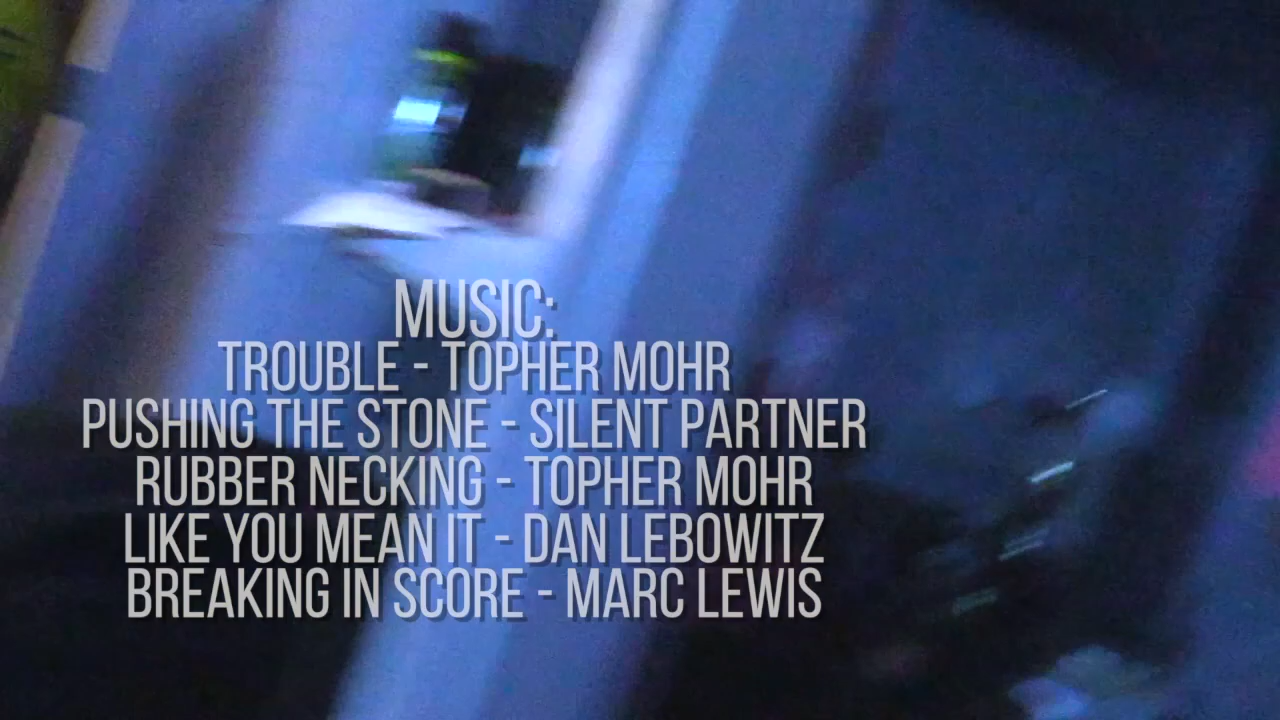 MUSIC:
TROUBLE - TOPHER MOHR
PUSHING THE STONE - SILENT PARTNER
RUBBER NECKING - TOPHER MOHR
LIKE YOU MEAN IT - DAN LEBOWITZ
BREAKING IN SCORE - MARC LEWIS